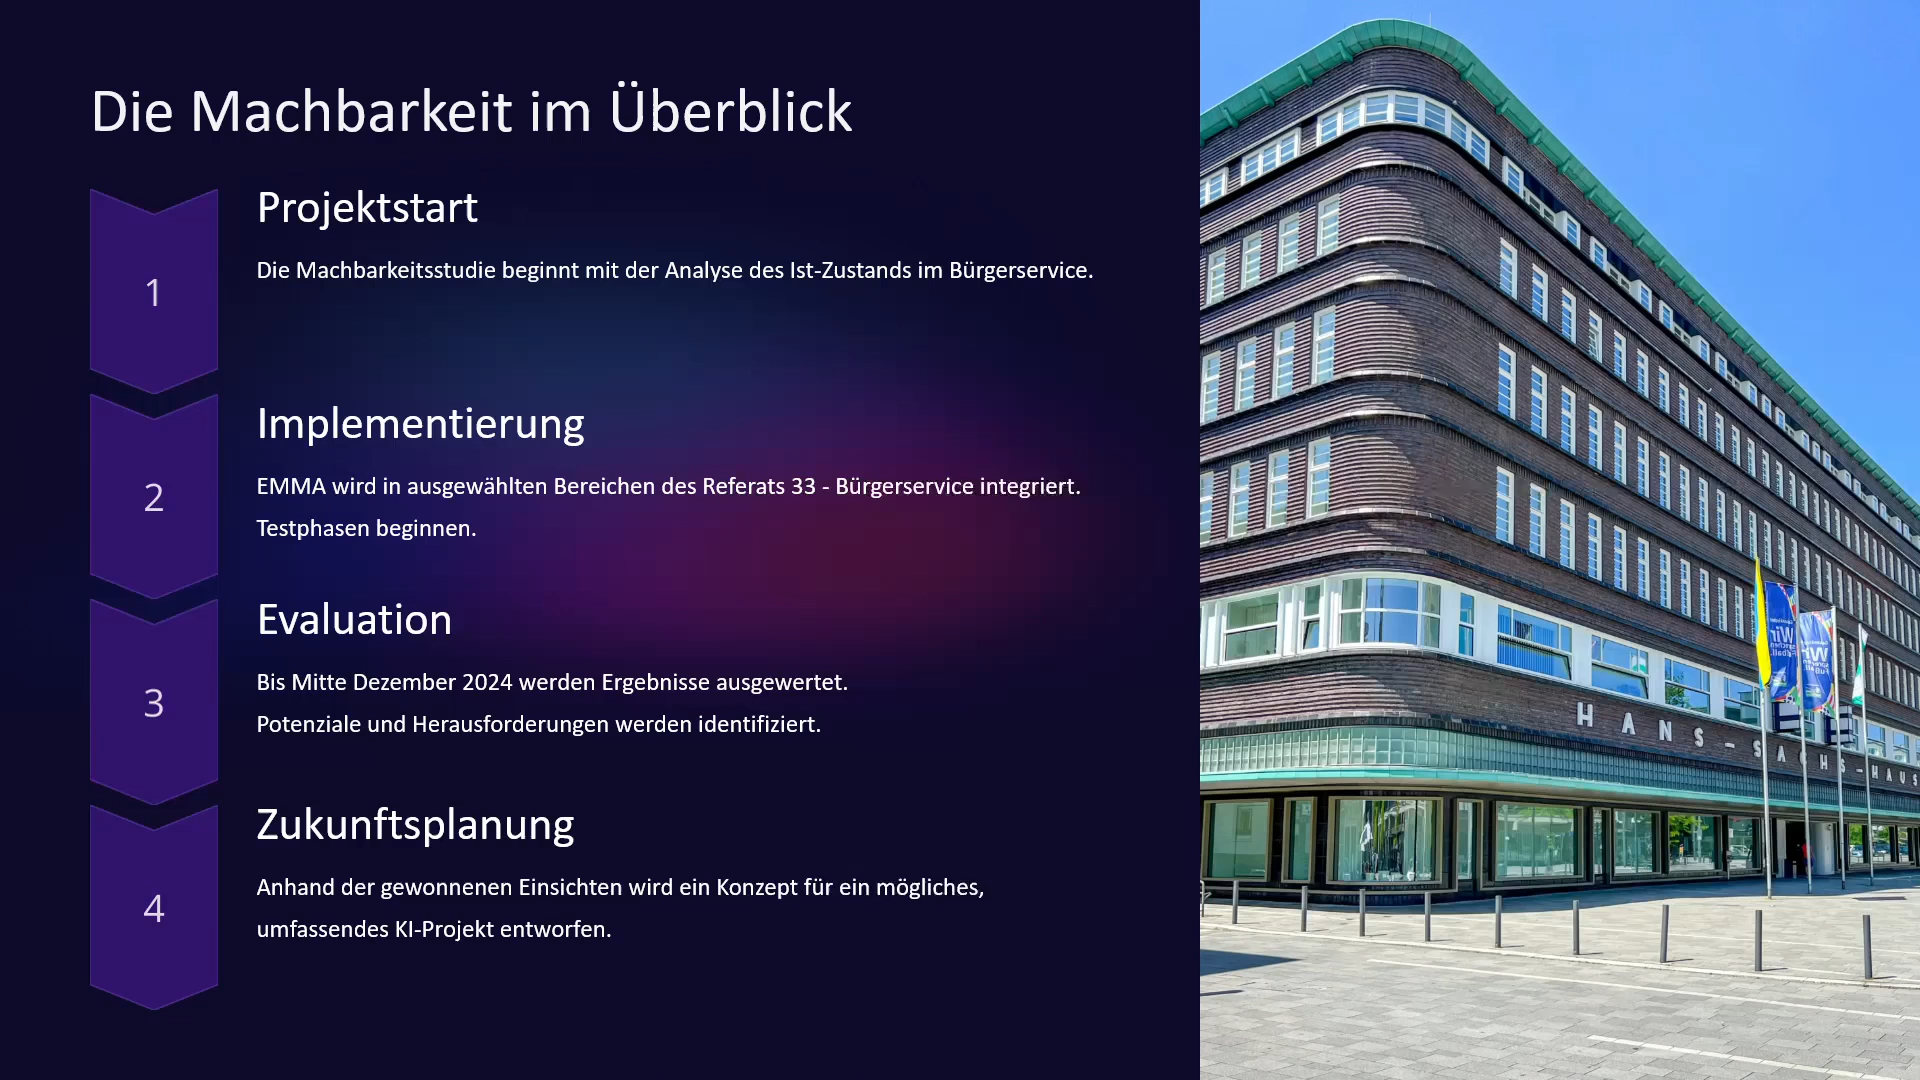 Die Machbarkeit im Überblick
1
Projektstart
Die Machbarkeitsstudie beginnt mit der Analyse des Ist-Zustands im Bürgerservice.
2
Implementierung
EMMA wird in ausgewählten Bereichen des Referats 33 - Bürgerservice integriert.
Testphasen beginnen.
3
Evaluation
Bis Mitte Dezember 2024 werden Ergebnisse ausgewertet.
Potenziale und Herausforderungen werden identifiziert.
4
Zukunftsplanung
Anhand der gewonnenen Einsichten wird ein Konzept für ein mögliches,
umfassendes KI-Projekt entworfen.
HANS-SACHS-HAUS
Wir